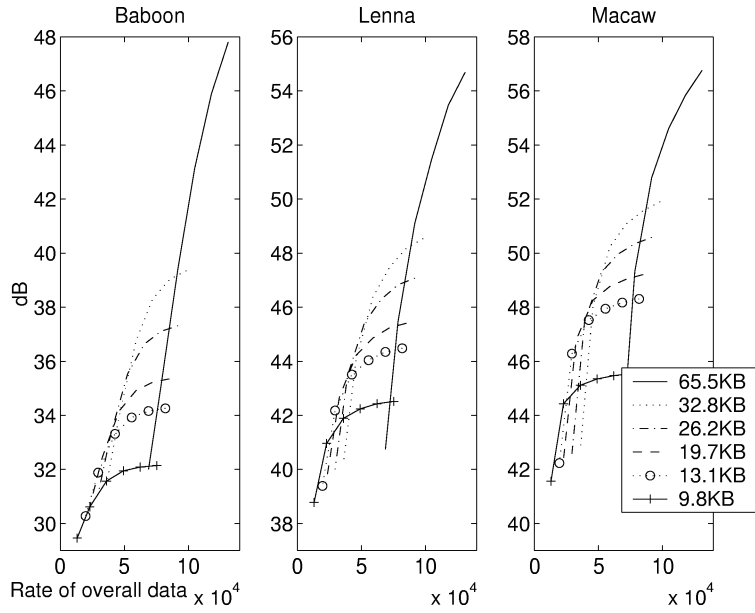 Baboon
Lenna
Macaw
48
46
44
42
40
38
36
34
32
30
dB
0
5
10
Rate of overall data
x 10^4
56
54
52
50
48
46
44
42
40
38
0
5
10
x 10^4
58
56
54
52
50
48
46
44
42
40
0
5
10
x 10^4
65.5KB
32.8KB
26.2KB
19.7KB
13.1KB
9.8KB